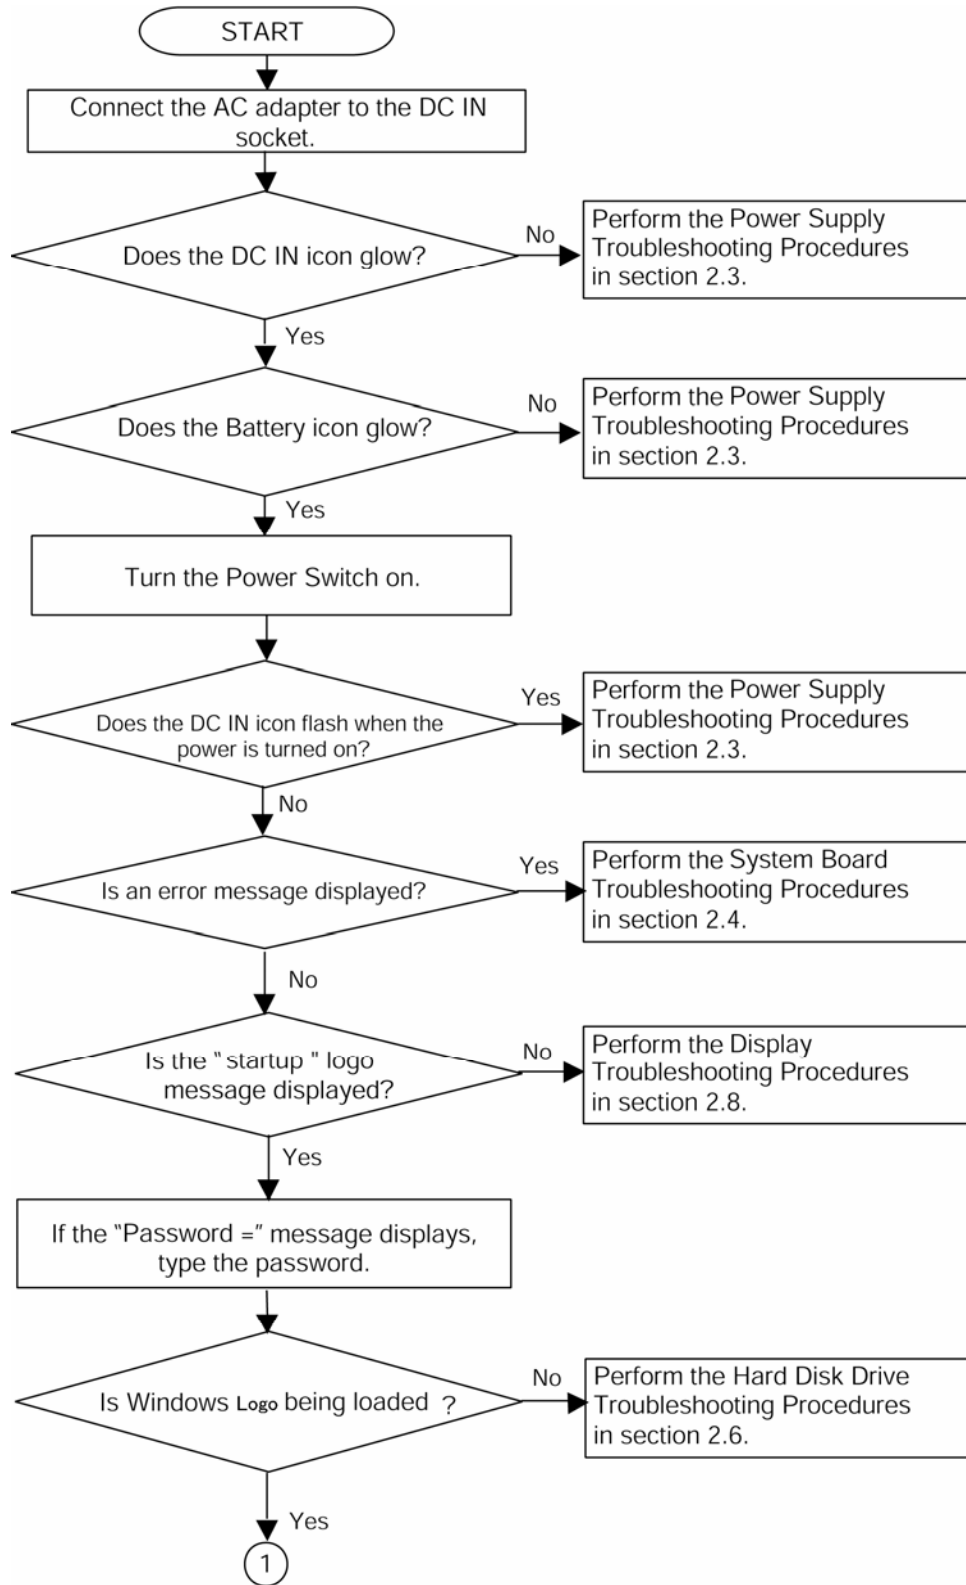 START
Connect the AC adapter to the DC IN
socket.
Does the DC IN icon glow?
No
Perform the Power Supply
Troubleshooting Procedures
in section 2.3.
Yes
Does the Battery icon glow?
No
Perform the Power Supply
Troubleshooting Procedures
in section 2.3.
Yes
Turn the Power Switch on.
Does the DC IN icon flash when the
power is turned on?
Yes
Perform the Power Supply
Troubleshooting Procedures
in section 2.3.
No
Is an error message displayed?
Yes
Perform the System Board
Troubleshooting Procedures
in section 2.4.
No
Is the "startup " logo
message displayed?
No
Perform the Display
Troubleshooting Procedures
in section 2.8.
Yes
If the "Password =" message displays,
type the password.
Is Windows Logo being loaded ?
No
Perform the Hard Disk Drive
Troubleshooting Procedures
in section 2.6.
Yes
1